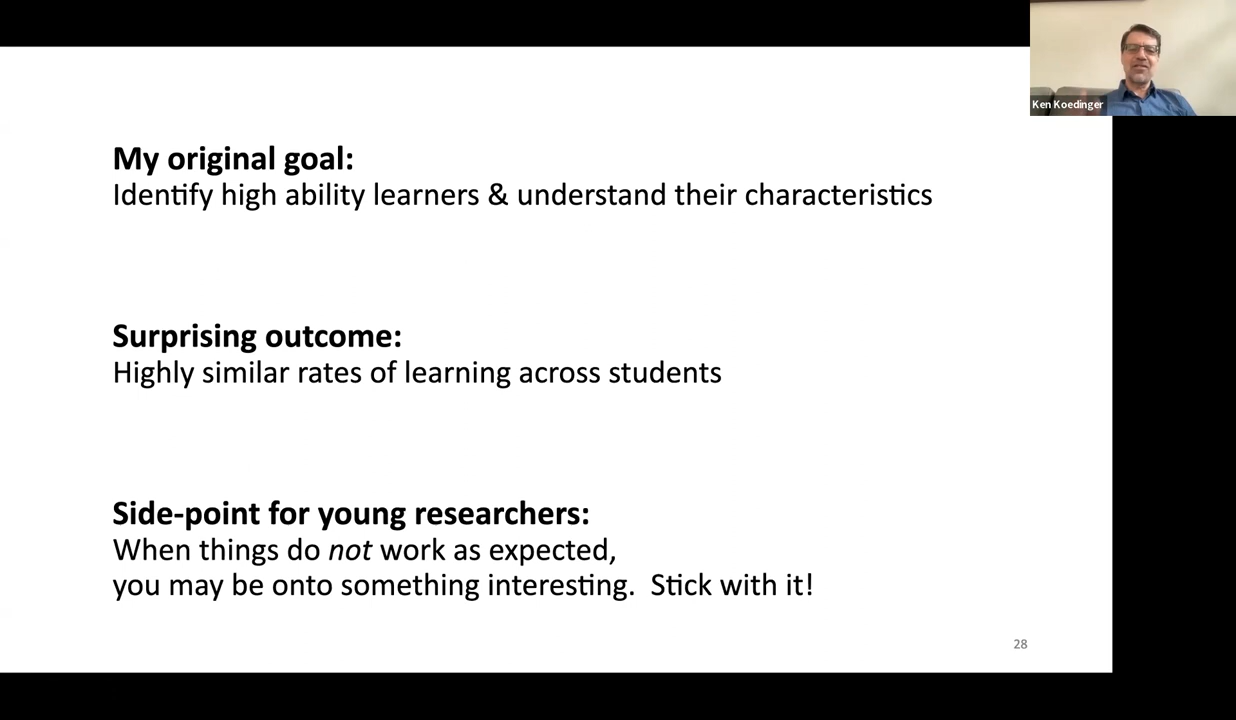 Ken Koedinger
My original goal:
Identify high ability learners & understand their characteristics
Surprising outcome:
Highly similar rates of learning across students
Side-point for young researchers:
When things do not work as expected,
you may be onto something interesting.  Stick with it!
28